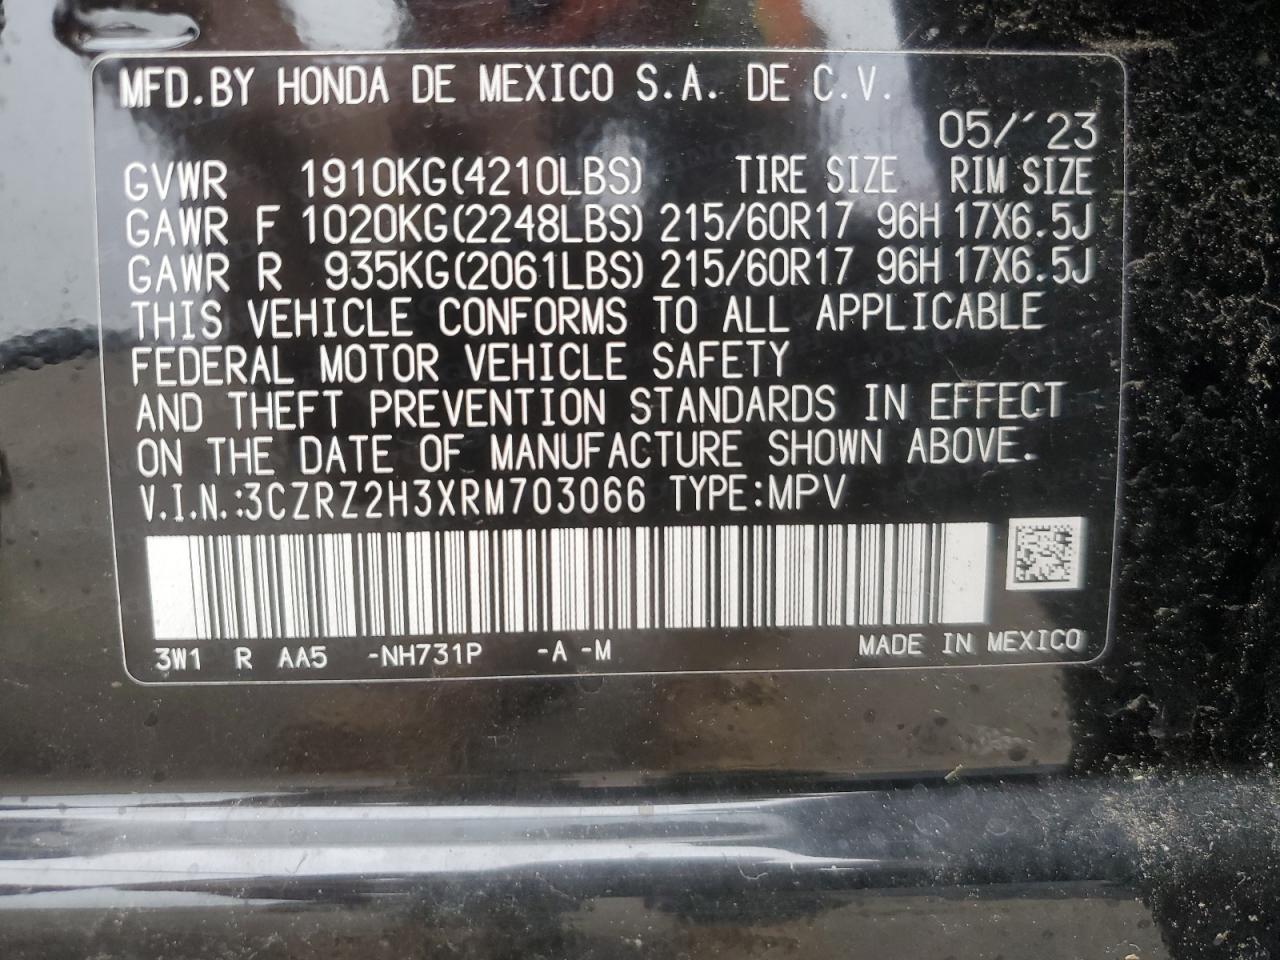 MFD.BY HONDA DE MEXICO S.A. DE C.V.
05/´23
GVWR 1910KG(4210LBS) TIRE SIZE RIM SIZE
GAWR F 1020KG(2248LBS) 215/60R17 96H 17X6.5J
GAWR R 935KG(2061LBS) 215/60R17 96H 17X6.5J
THIS VEHICLE CONFORMS TO ALL APPLICABLE
FEDERAL MOTOR VEHICLE SAFETY
AND THEFT PREVENTION STANDARDS IN EFFECT
ON THE DATE OF MANUFACTURE SHOWN ABOVE.
V.I.N.:3CZRZ2H3XRM703066 TYPE:MPV
3W1 R AA5 -NH731P -A -M MADE IN MEXICO